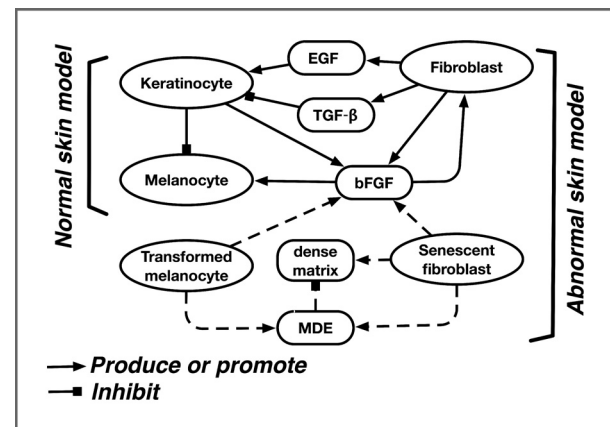 EGF
Fibroblast
Keratinocyte
TGF-β
Normal skin model
Melanocyte
bFGF
Abnormal skin model
Transformed
melanocyte
dense
matrix
Senescent
fibroblast
MDE
Produce or promote
Inhibit